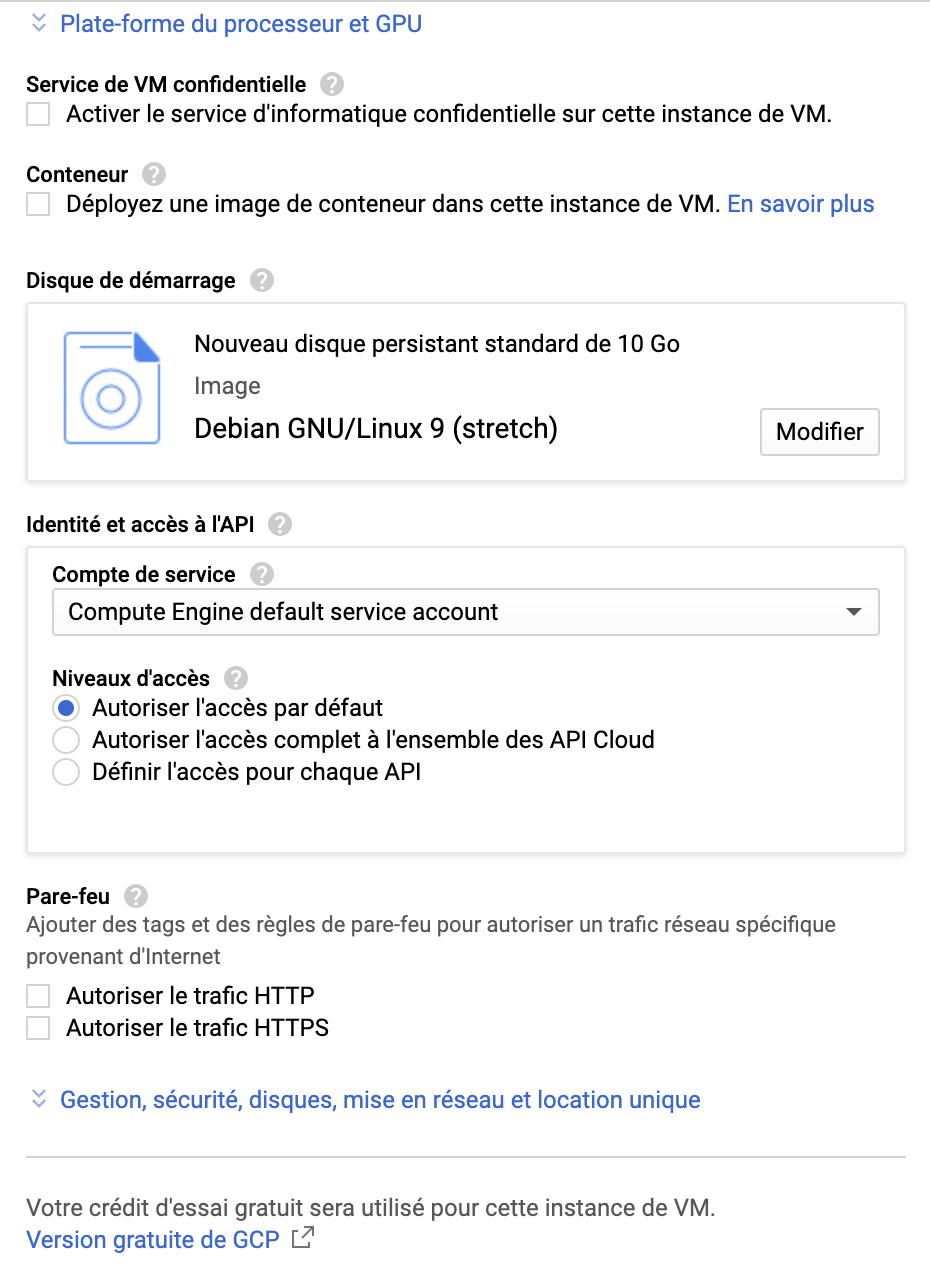 Plate-forme du processeur et GPU
Service de VM confidentielle ?
Activer le service d'informatique confidentielle sur cette instance de VM.
Conteneur ?
Déployez une image de conteneur dans cette instance de VM. En savoir plus
Disque de démarrage ?
Nouveau disque persistant standard de 10 Go
Image
Debian GNU/Linux 9 (stretch)
Modifier
Identité et accès à l'API ?
Compte de service ?
Compute Engine default service account
Niveaux d'accès ?
Autoriser l'accès par défaut
Autoriser l'accès complet à l'ensemble des API Cloud
Définir l'accès pour chaque API
Pare-feu ?
Ajouter des tags et des règles de pare-feu pour autoriser un trafic réseau spécifique
provenant d'Internet
Autoriser le trafic HTTP
Autoriser le trafic HTTPS
Gestion, sécurité, disques, mise en réseau et location unique
Votre crédit d'essai gratuit sera utilisé pour cette instance de VM.
Version gratuite de GCP